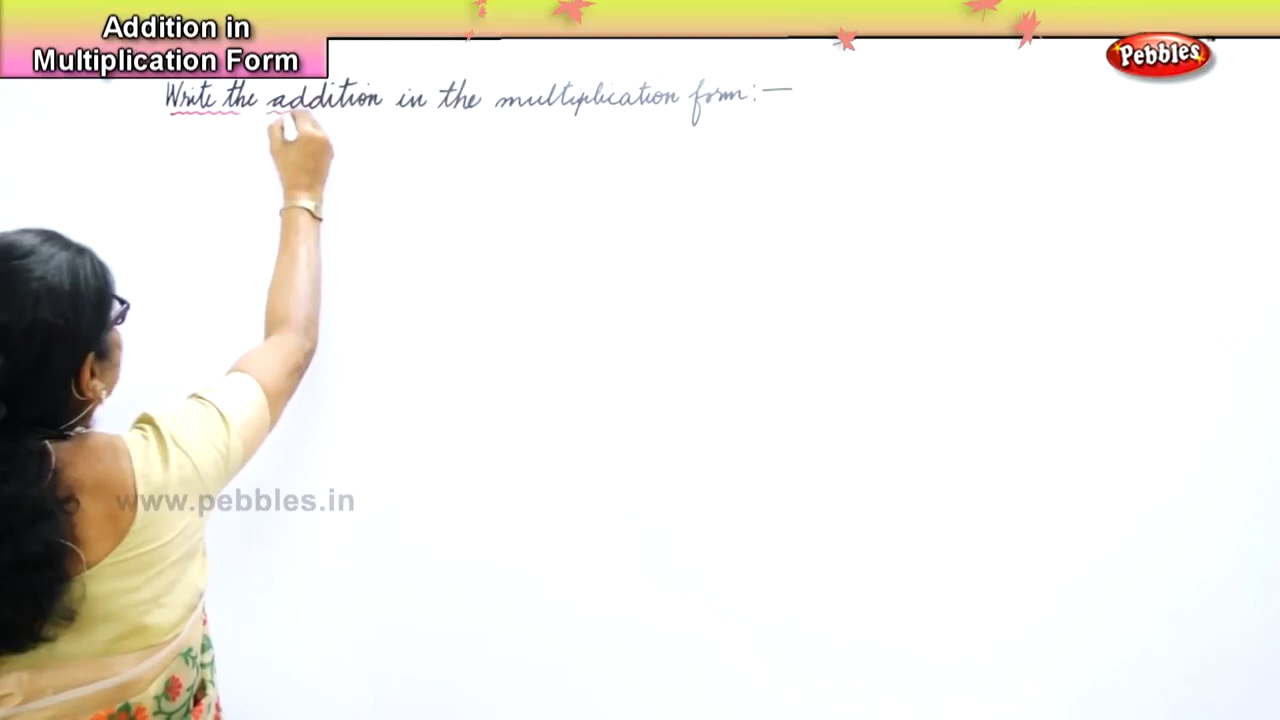 Addition in
Multiplication Form
Pebbles
Write the addition in the multiplication form:—
www.pebbles.in